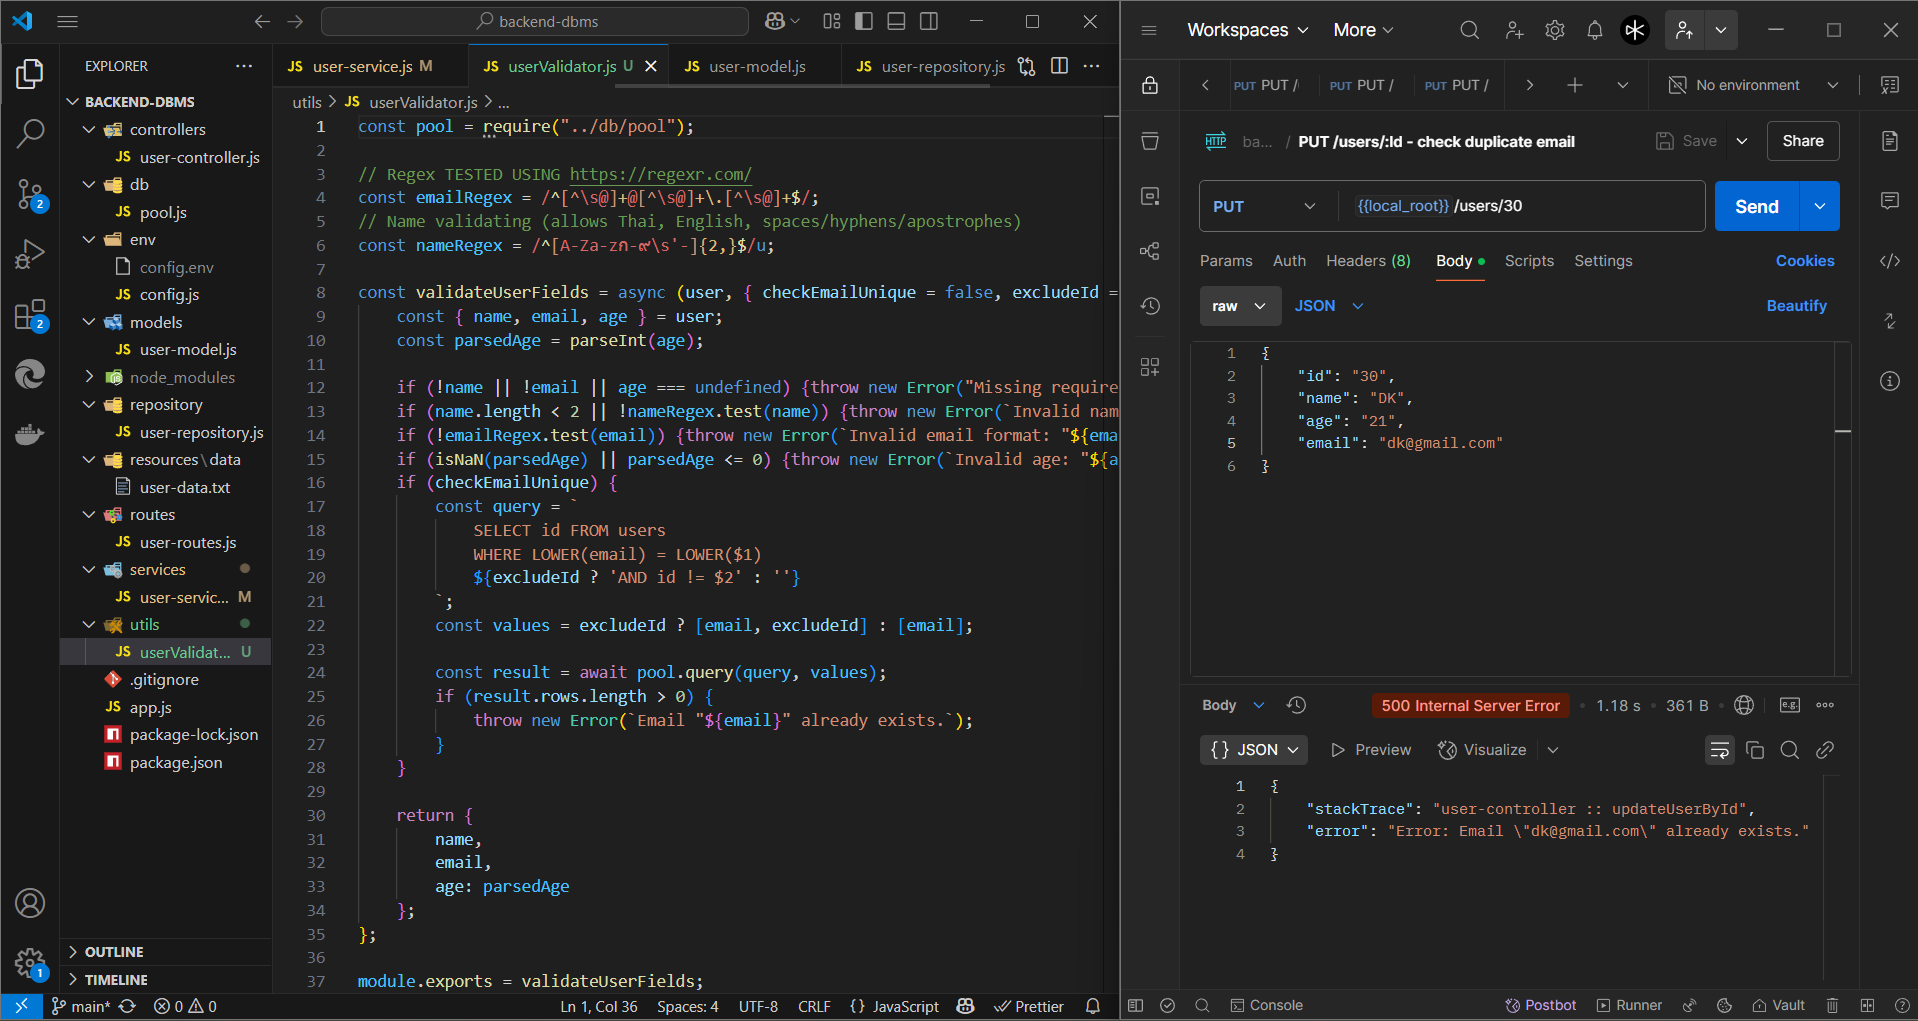 backend-dbms
EXPLORER
BACKEND-DBMS
controllers
JS user-controller.js
db
JS pool.js
env
config.env
JS config.js
models
JS user-model.js
node_modules
repository
JS user-repository.js
resources\data
user-data.txt
routes
JS user-routes.js
services
JS user-servic... M
utils
JS userValidat... U
.gitignore
JS app.js
package-lock.json
package.json
OUTLINE
TIMELINE
2
2
1
JS user-service.js M
JS userValidator.js U
JS user-model.js
JS user-repository.js
utils > JS userValidator.js > ...
1 const pool = require("../db/pool");
2
3 // Regex TESTED USING https://regexr.com/
4 const emailRegex = /^[^\s@]+@[^\s@]+\.[^\s@]+$/;
5 // Name validating (allows Thai, English, spaces/hyphens/apostrophes)
6 const nameRegex = /^[A-Za-zก-๙\s'-]{2,}$/u;
7
8 const validateUserFields = async (user, { checkEmailUnique = false, excludeId =
9 const { name, email, age } = user;
10 const parsedAge = parseInt(age);
11
12 if (!name || !email || age === undefined) {throw new Error("Missing require
13 if (name.length < 2 || !nameRegex.test(name)) {throw new Error(`Invalid nam
14 if (!emailRegex.test(email)) {throw new Error(`Invalid email format: "${ema
15 if (isNaN(parsedAge) || parsedAge <= 0) {throw new Error(`Invalid age: "${a
16 if (checkEmailUnique) {
17 const query = `
18 SELECT id FROM users
19 WHERE LOWER(email) = LOWER($1)
20 ${excludeId ? 'AND id != $2' : ''}
21 `;
22 const values = excludeId ? [email, excludeId] : [email];
23
24 const result = await pool.query(query, values);
25 if (result.rows.length > 0) {
26 throw new Error(`Email "${email}" already exists.`);
27 }
28 }
29
30 return {
31 name,
32 email,
33 age: parsedAge
34 };
35 };
36
37 module.exports = validateUserFields;
main* 0 0 Ln 1, Col 36 Spaces: 4 UTF-8 CRLF {} JavaScript Prettier
Workspaces More
PUT PUT /
PUT PUT /
PUT PUT /
No environment
HTTP ba... / PUT /users/:Id - check duplicate email Save Share
PUT {{local_root}} /users/30 Send
Params Auth Headers (8) Body Scripts Settings Cookies
raw JSON Beautify
1 {
2 "id": "30",
3 "name": "DK",
4 "age": "21",
5 "email": "dk@gmail.com"
6 }
Body 500 Internal Server Error • 1.18 s • 361 B • e.g.
{} JSON Preview Visualize
1 {
2 "stackTrace": "user-controller :: updateUserById",
3 "error": "Error: Email \"dk@gmail.com\" already exists."
4 }
Console Postbot Runner Vault